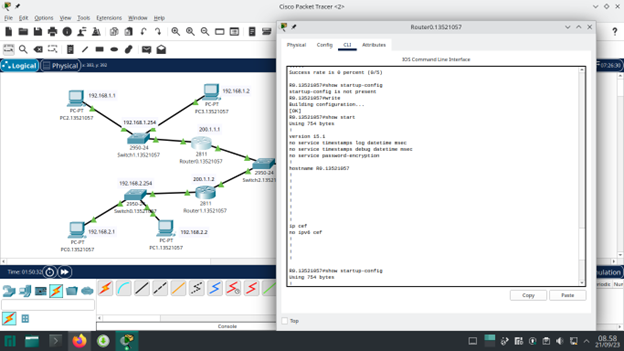 Cisco Packet Tracer <2>
File Edit Options View Tools Extensions Window Help
Logical Physical x: 363, y: 392
07:26:30
192.168.1.1
PC-PT
PC2.13521057
192.168.1.2
PC-PT
PC3.13521057
192.168.1.254
2950-24
Switch1.13521057
200.1.1.1
2811
Router0.13521057
2950-24
192.168.2.254
2950-24
Switch0.13521057
200.1.1.2
2811
Router1.13521057
PC-PT
PC0.13521057
192.168.2.1
PC-PT
PC1.13521057
192.168.2.2
Time: 01:50:32
Console
Router0.13521057
Physical Config CLI Attributes
IOS Command Line Interface
Success rate is 0 percent (0/5)
R0.13521057#show startup-config
startup-config is not present
R0.13521057#write
Building configuration...
[OK]
R0.13521057#show start
Using 754 bytes
!
version 15.1
no service timestamps log datetime msec
no service timestamps debug datetime msec
no service password-encryption
!
hostname R0.13521057
!
!
!
!
!
!
!
!
ip cef
no ipv6 cef
!
!
!
!
R0.13521057#show startup-config
Using 754 bytes
!
Copy Paste
Top
08.58
21/09/23